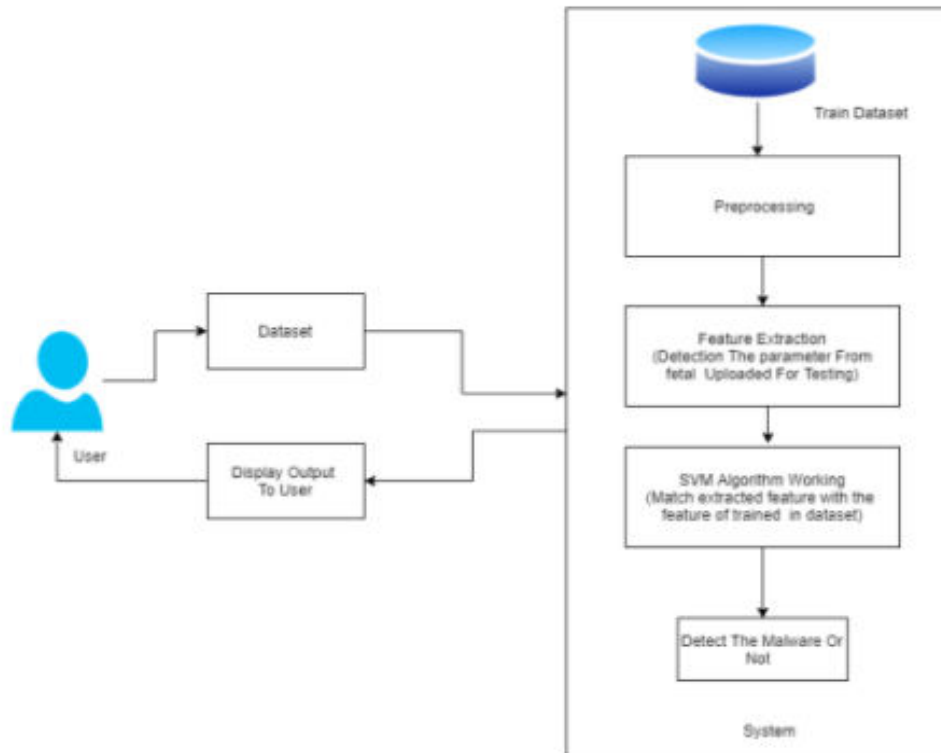 Train Dataset
Preprocessing
Dataset
Feature Extraction
(Detection The parameter From
fetal Uploaded For Testing)
User
Display Output
To User
SVM Algorithm Working
(Match extracted feature with the
feature of trained in dataset)
Detect The Malware Or
Not
System